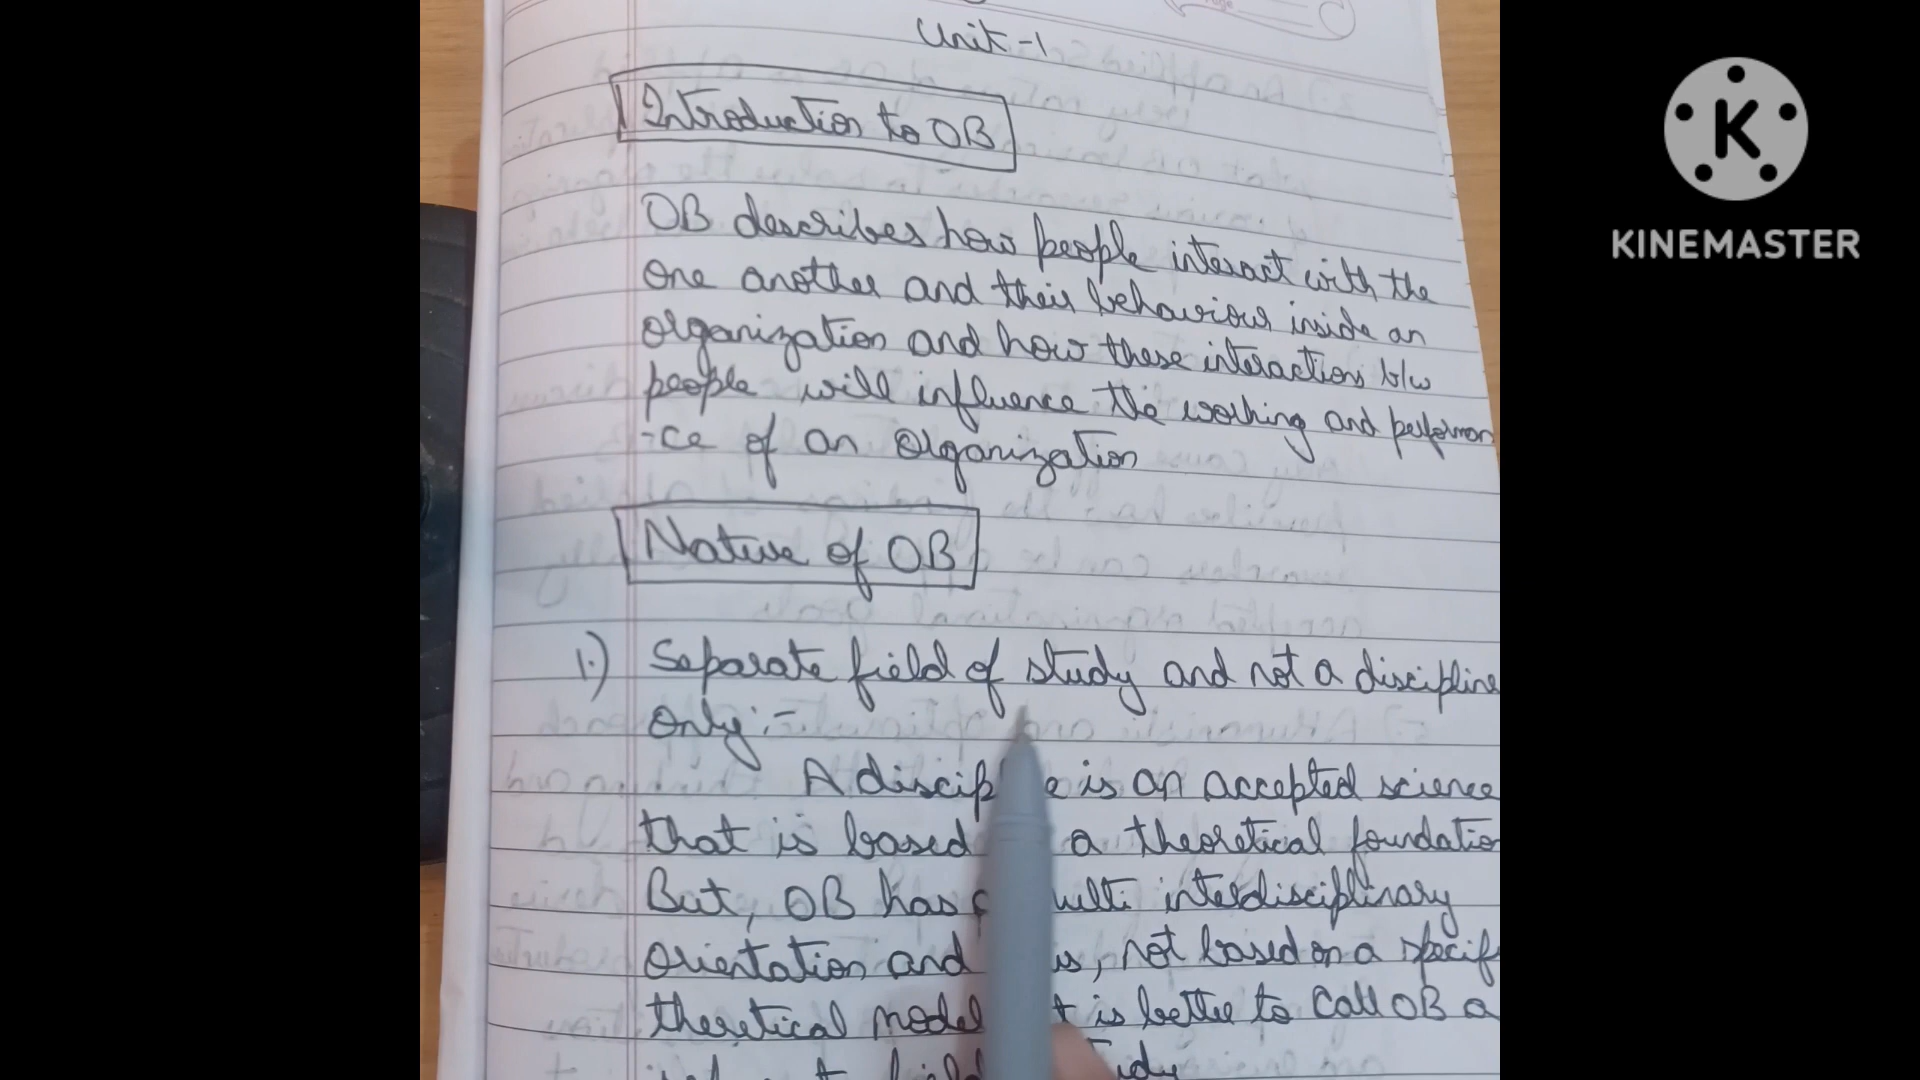 Unit-1
Introduction to OB
OB describes how people interact with the
one another and their behaviour inside an
organization and how these interactions b/w
people will influence the working and performan
-ce of an organization
Nature of OB
1.) Separate field of study and not a discipline
only:-
A discip e is an accepted science
that is based a theoretical foundation
But, OB has ulti interdisciplinary
orientation and is, not based on a specif
theretical model t is better to call OB a
KINEMASTER